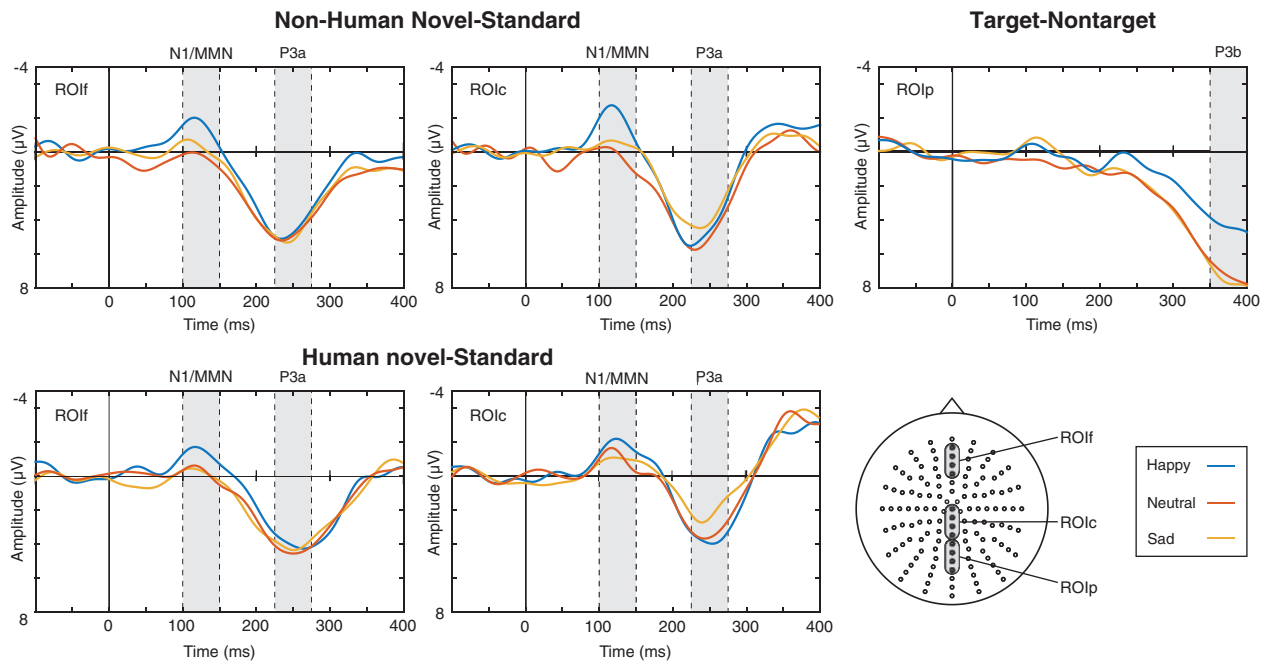 Non-Human Novel-Standard
Target-Nontarget
N1/MMN
P3a
N1/MMN
P3a
P3b
-4
ROIf
Amplitude (µV)
8
0 100 200 300 400
Time (ms)
-4
ROIc
Amplitude (µV)
8
0 100 200 300 400
Time (ms)
-4
ROIp
Amplitude (µV)
8
0 100 200 300 400
Time (ms)
Human novel-Standard
N1/MMN
P3a
N1/MMN
P3a
-4
ROIf
Amplitude (µV)
8
0 100 200 300 400
Time (ms)
-4
ROIc
Amplitude (µV)
8
0 100 200 300 400
Time (ms)
ROIf
ROIc
ROIp
Happy
Neutral
Sad